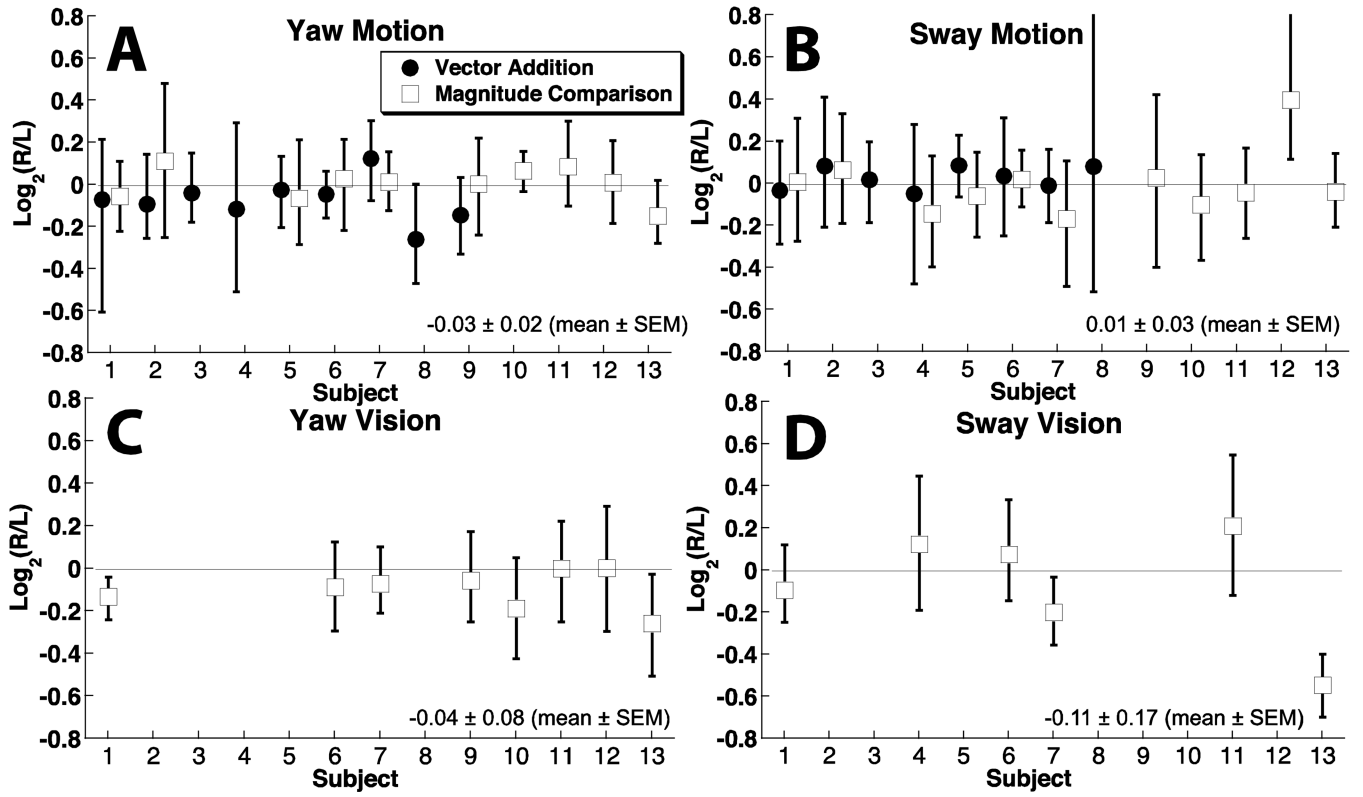 A
Yaw Motion
Vector Addition
Magnitude Comparison
Log2(R/L)
0.8
0.6
0.4
0.2
0
-0.2
-0.4
-0.6
-0.8
-0.03 ± 0.02 (mean ± SEM)
1 2 3 4 5 6 7 8 9 10 11 12 13
Subject
B
Sway Motion
Log2(R/L)
0.8
0.6
0.4
0.2
0
-0.2
-0.4
-0.6
-0.8
0.01 ± 0.03 (mean ± SEM)
1 2 3 4 5 6 7 8 9 10 11 12 13
Subject
C
Yaw Vision
Log2(R/L)
0.8
0.6
0.4
0.2
0
-0.2
-0.4
-0.6
-0.8
-0.04 ± 0.08 (mean ± SEM)
1 2 3 4 5 6 7 8 9 10 11 12 13
Subject
D
Sway Vision
Log2(R/L)
0.8
0.6
0.4
0.2
0
-0.2
-0.4
-0.6
-0.8
-0.11 ± 0.17 (mean ± SEM)
1 2 3 4 5 6 7 8 9 10 11 12 13
Subject